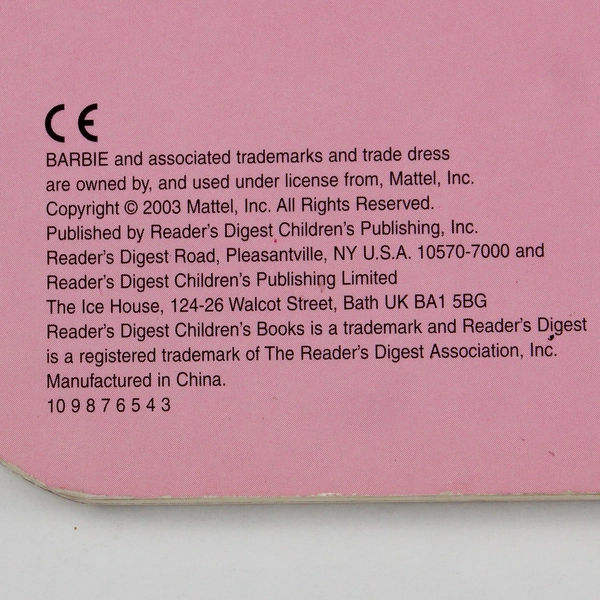 CE
BARBIE and associated trademarks and trade dress
are owned by, and used under license from, Mattel, Inc.
Copyright © 2003 Mattel, Inc. All Rights Reserved.
Published by Reader's Digest Children's Publishing, Inc.
Reader's Digest Road, Pleasantville, NY U.S.A. 10570-7000 and
Reader's Digest Children's Publishing Limited
The Ice House, 124-26 Walcot Street, Bath UK BA1 5BG
Reader's Digest Children's Books is a trademark and Reader's Digest
is a registered trademark of The Reader's Digest Association, Inc.
Manufactured in China.
10 9 8 7 6 5 4 3